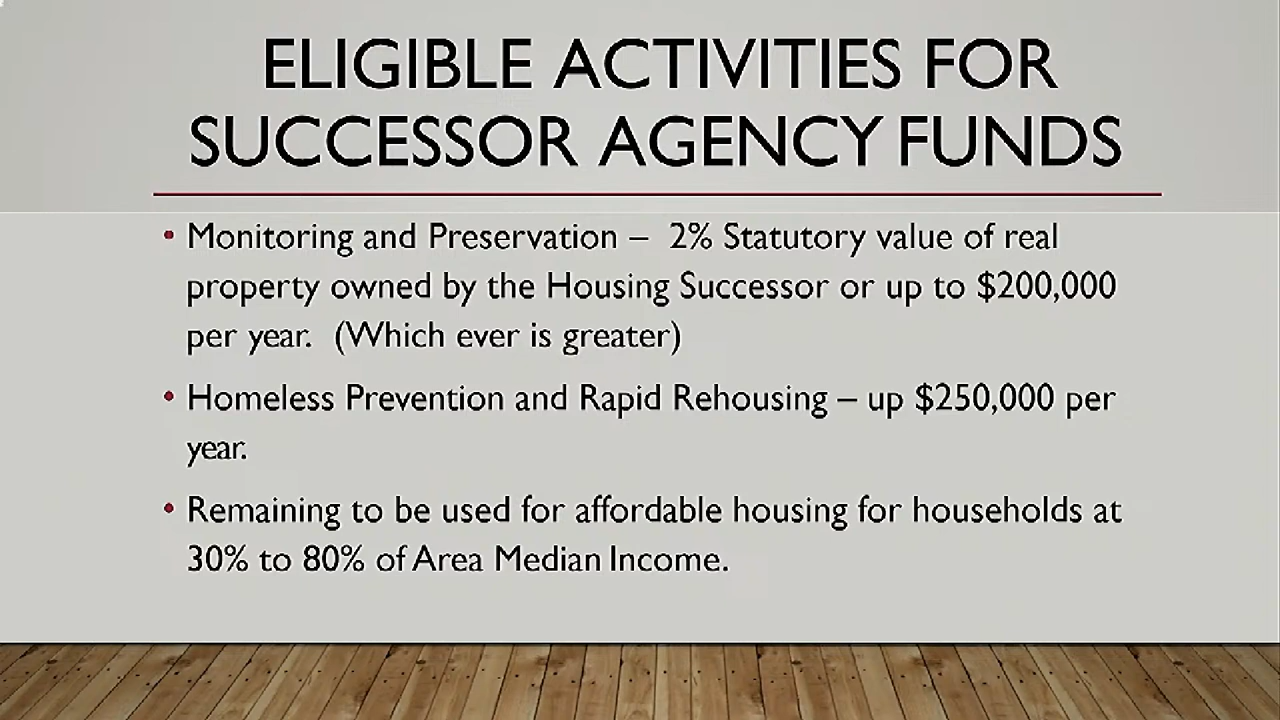 ELIGIBLE ACTIVITIES FOR
SUCCESSOR AGENCY FUNDS
• Monitoring and Preservation – 2% Statutory value of real
property owned by the Housing Successor or up to $200,000
per year. (Which ever is greater)
• Homeless Prevention and Rapid Rehousing – up $250,000 per
year.
• Remaining to be used for affordable housing for households at
30% to 80% of Area Median Income.